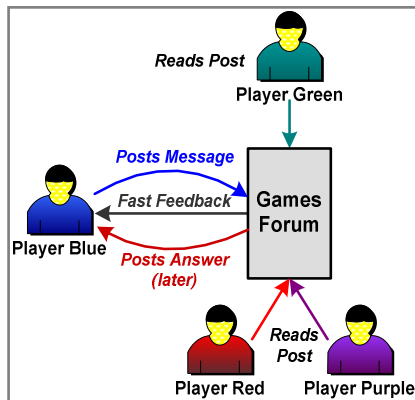 Reads Post
Player Green
Posts Message
Fast Feedback
Games
Forum
Player Blue
Posts Answer
(later)
Reads
Post
Player Red
Player Purple